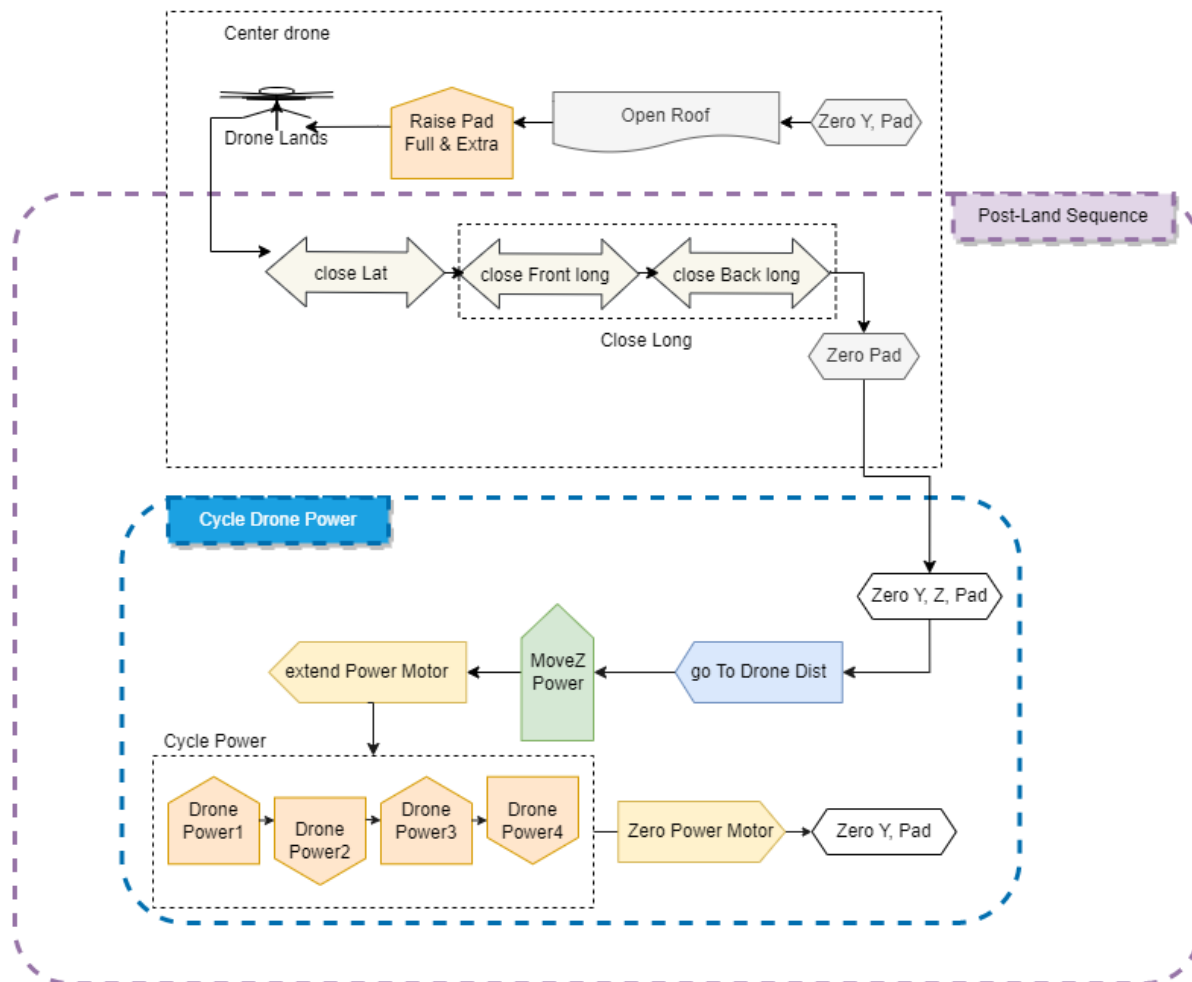 Center drone
Drone Lands
Raise Pad
Full & Extra
Open Roof
Zero Y, Pad
Post-Land Sequence
close Lat
close Front long
close Back long
Close Long
Zero Pad
Cycle Drone Power
Zero Y, Z, Pad
go To Drone Dist
MoveZ
Power
extend Power Motor
Cycle Power
Drone
Power1
Drone
Power2
Drone
Power3
Drone
Power4
Zero Power Motor
Zero Y, Pad